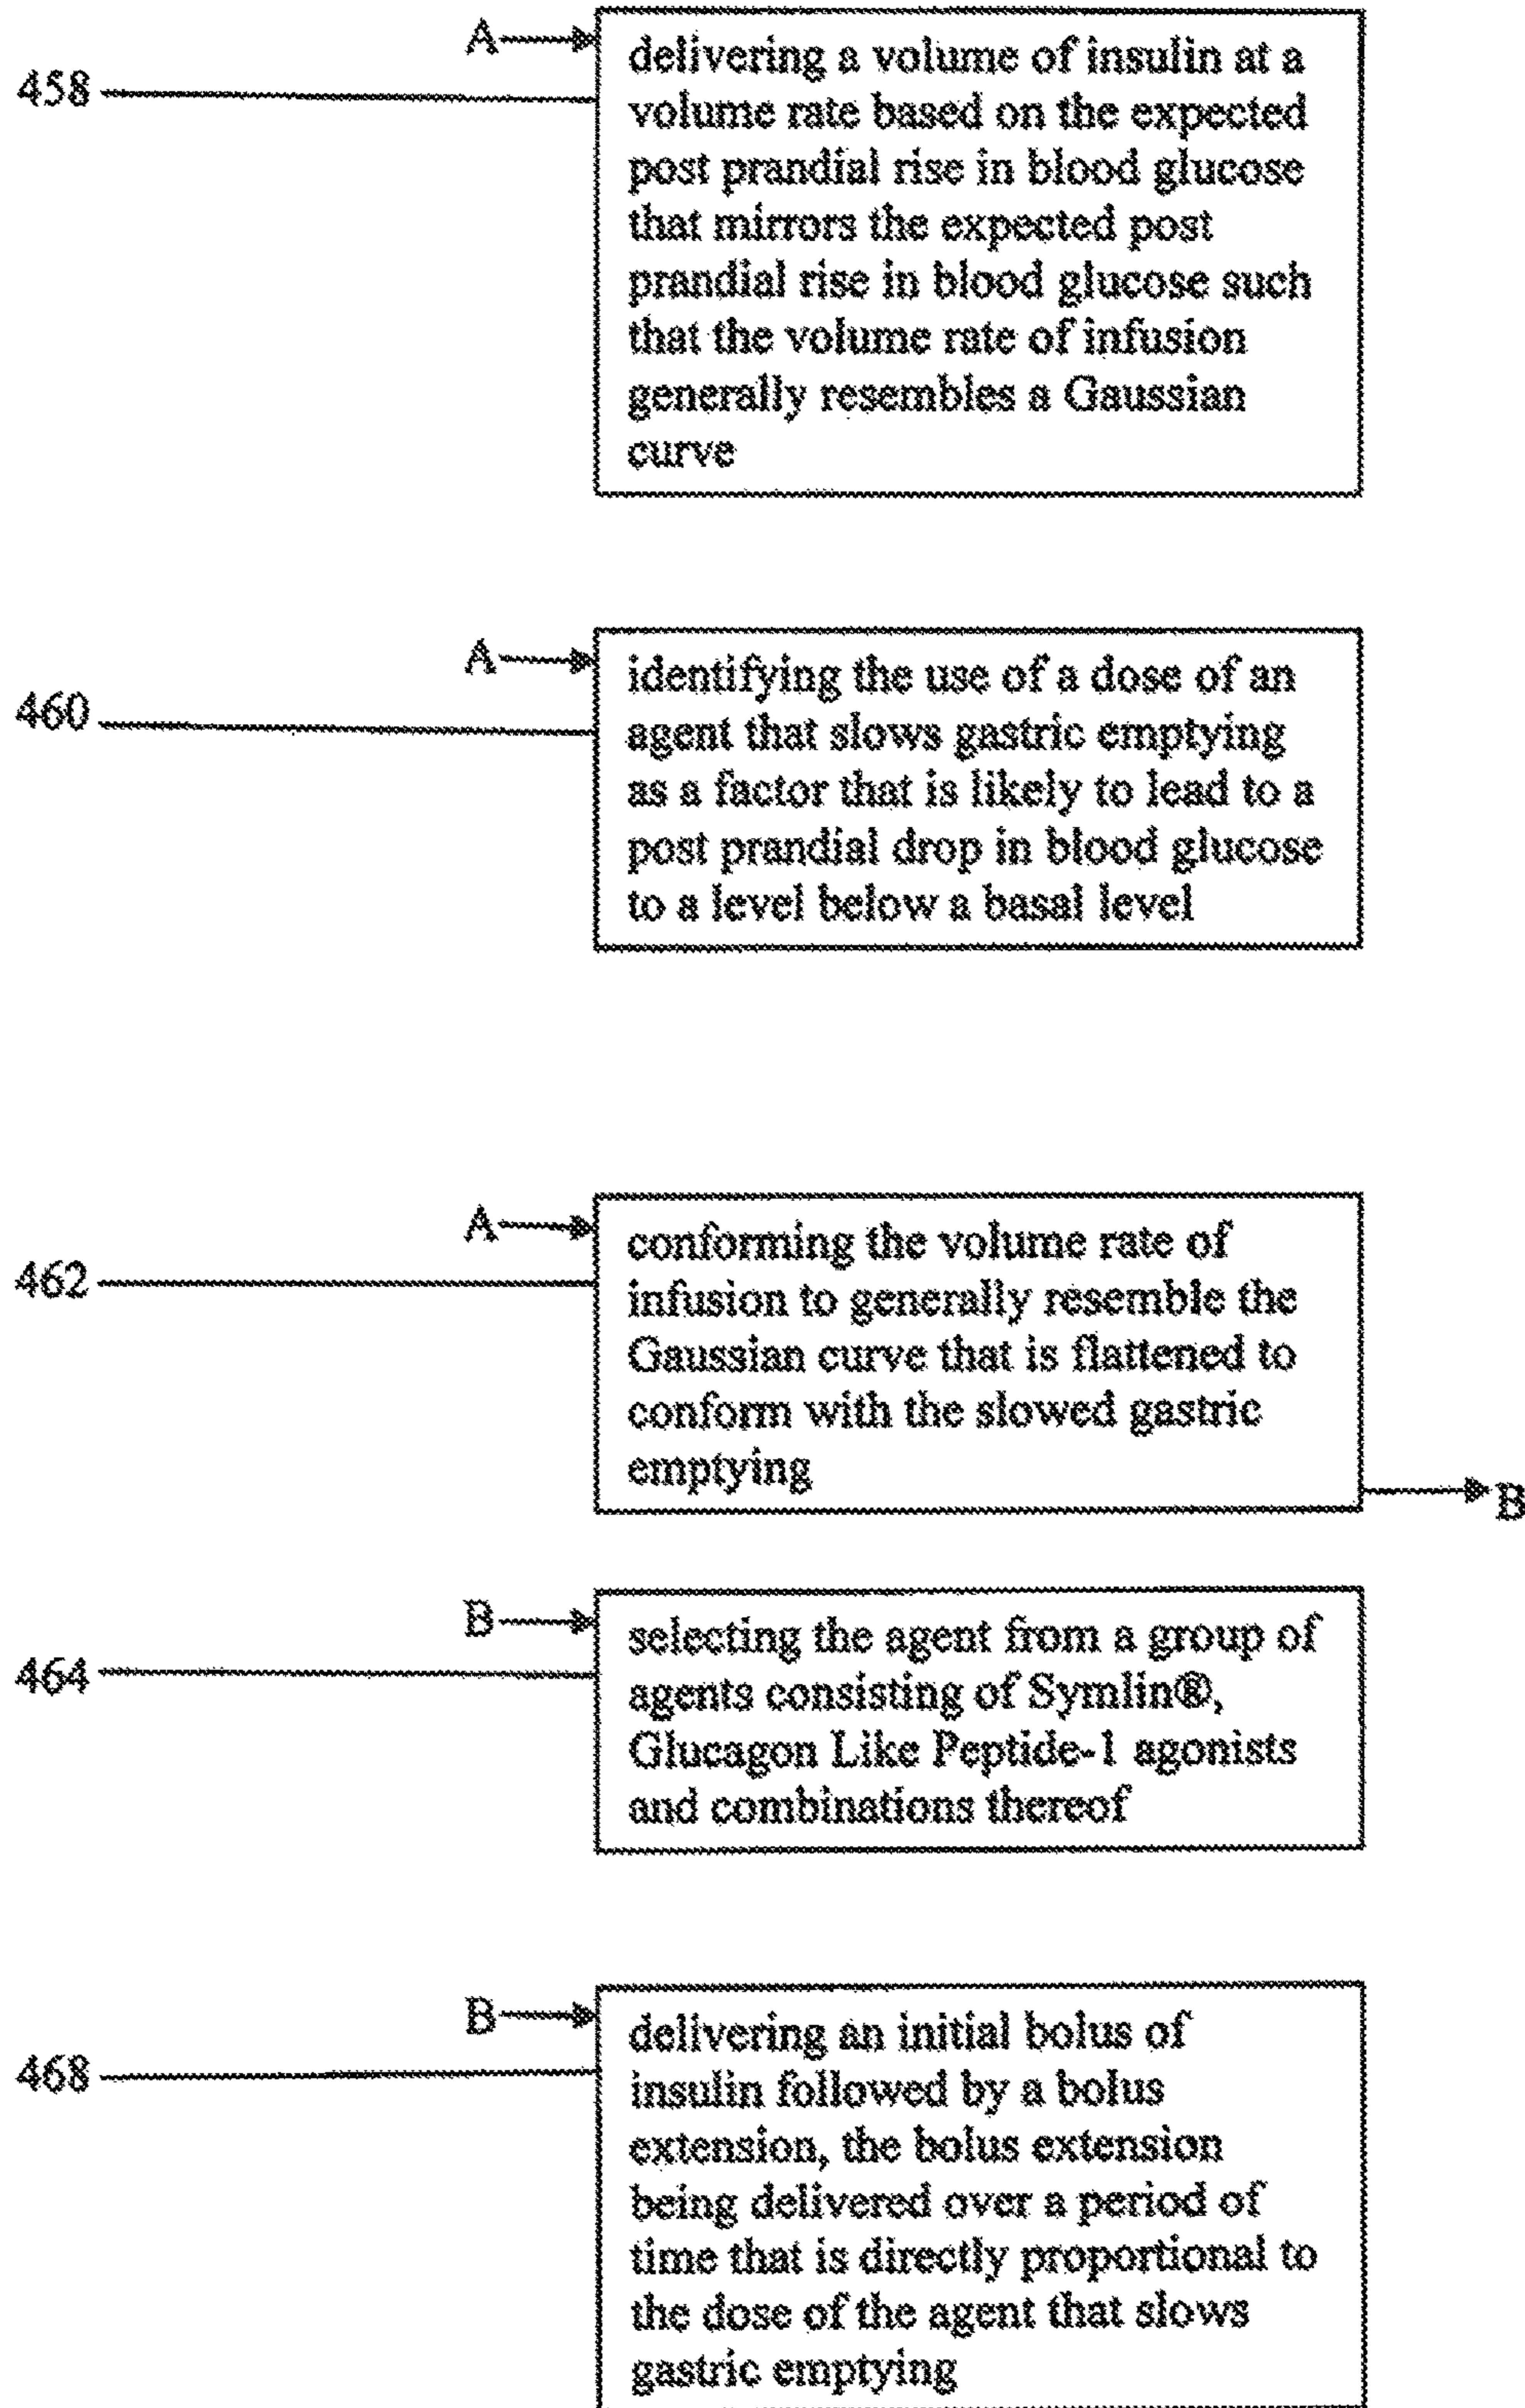 A
458
delivering a volume of insulin at a
volume rate based on the expected
post prandial rise in blood glucose
that mirrors the expected post
prandial rise in blood glucose such
that the volume rate of infusion
generally resembles a Gaussian
curve
A
460
identifying the use of a dose of an
agent that slows gastric emptying
as a factor that is likely to lead to a
post prandial drop in blood glucose
to a level below a basal level
A
462
conforming the volume rate of
infusion to generally resemble the
Gaussian curve that is flattened to
conform with the slowed gastric
emptying
B
B
464
selecting the agent from a group of
agents consisting of Symlin®,
Glucagon Like Peptide-1 agonists
and combinations thereof
B
468
delivering an initial bolus of
insulin followed by a bolus
extension, the bolus extension
being delivered over a period of
time that is directly proportional to
the dose of the agent that slows
gastric emptying